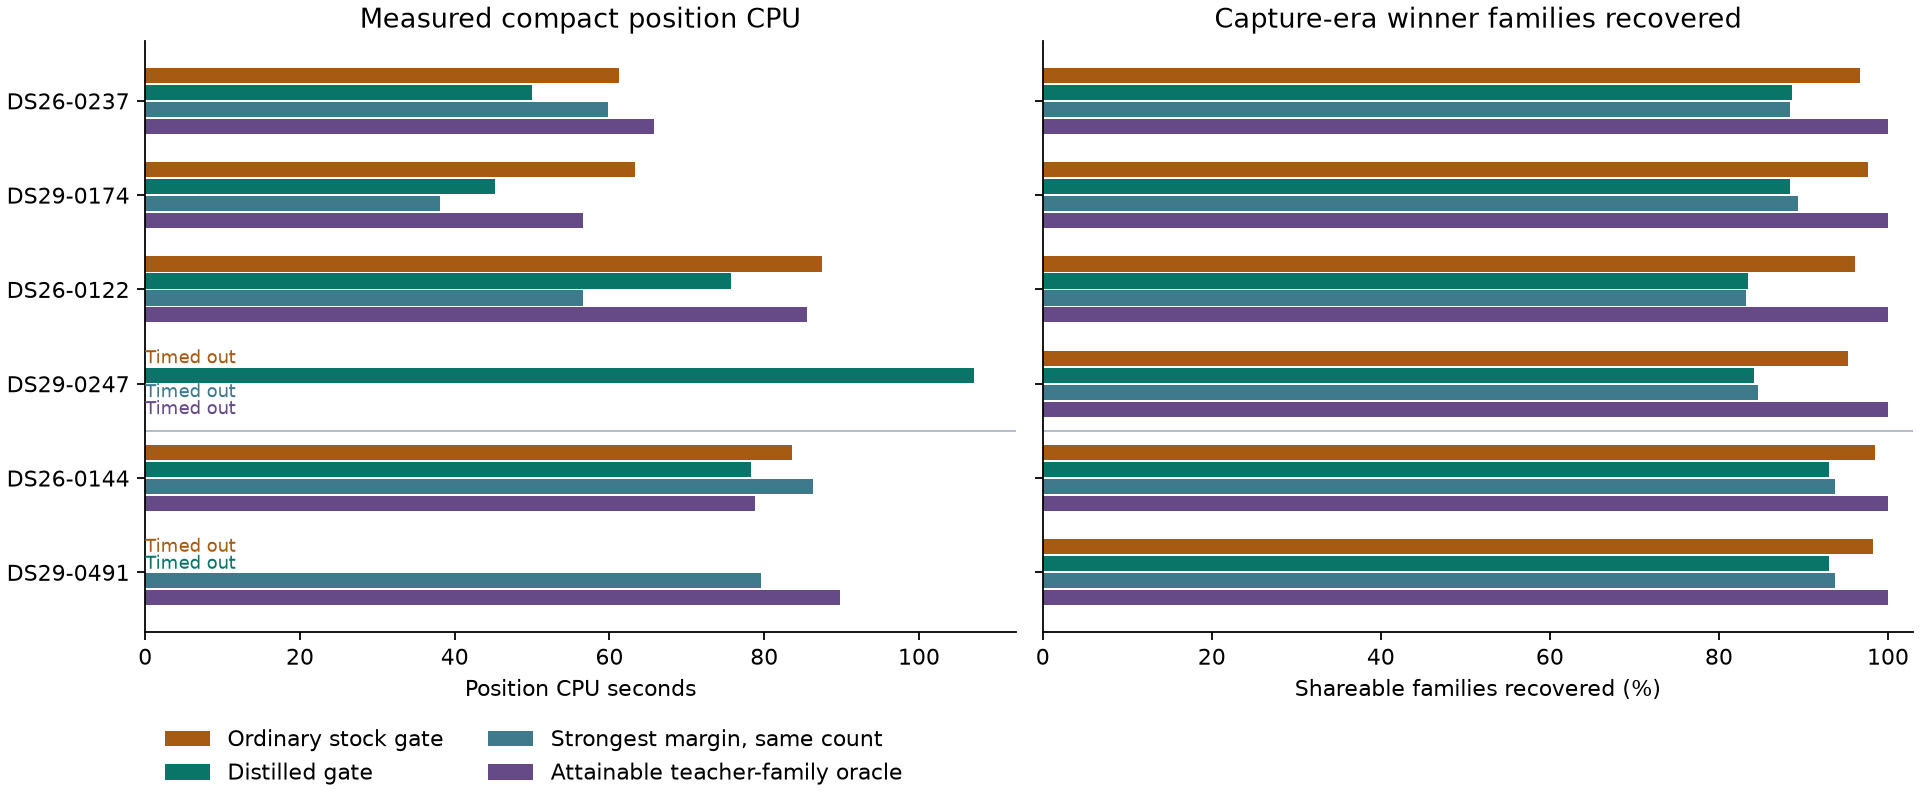 Measured compact position CPU
DS26-0237
DS29-0174
DS26-0122
DS29-0247
DS26-0144
DS29-0491
Timed out
Timed out
Timed out
Timed out
Timed out
0 20 40 60 80 100
Position CPU seconds
Capture-era winner families recovered
0 20 40 60 80 100
Shareable families recovered (%)
Ordinary stock gate
Distilled gate
Strongest margin, same count
Attainable teacher-family oracle